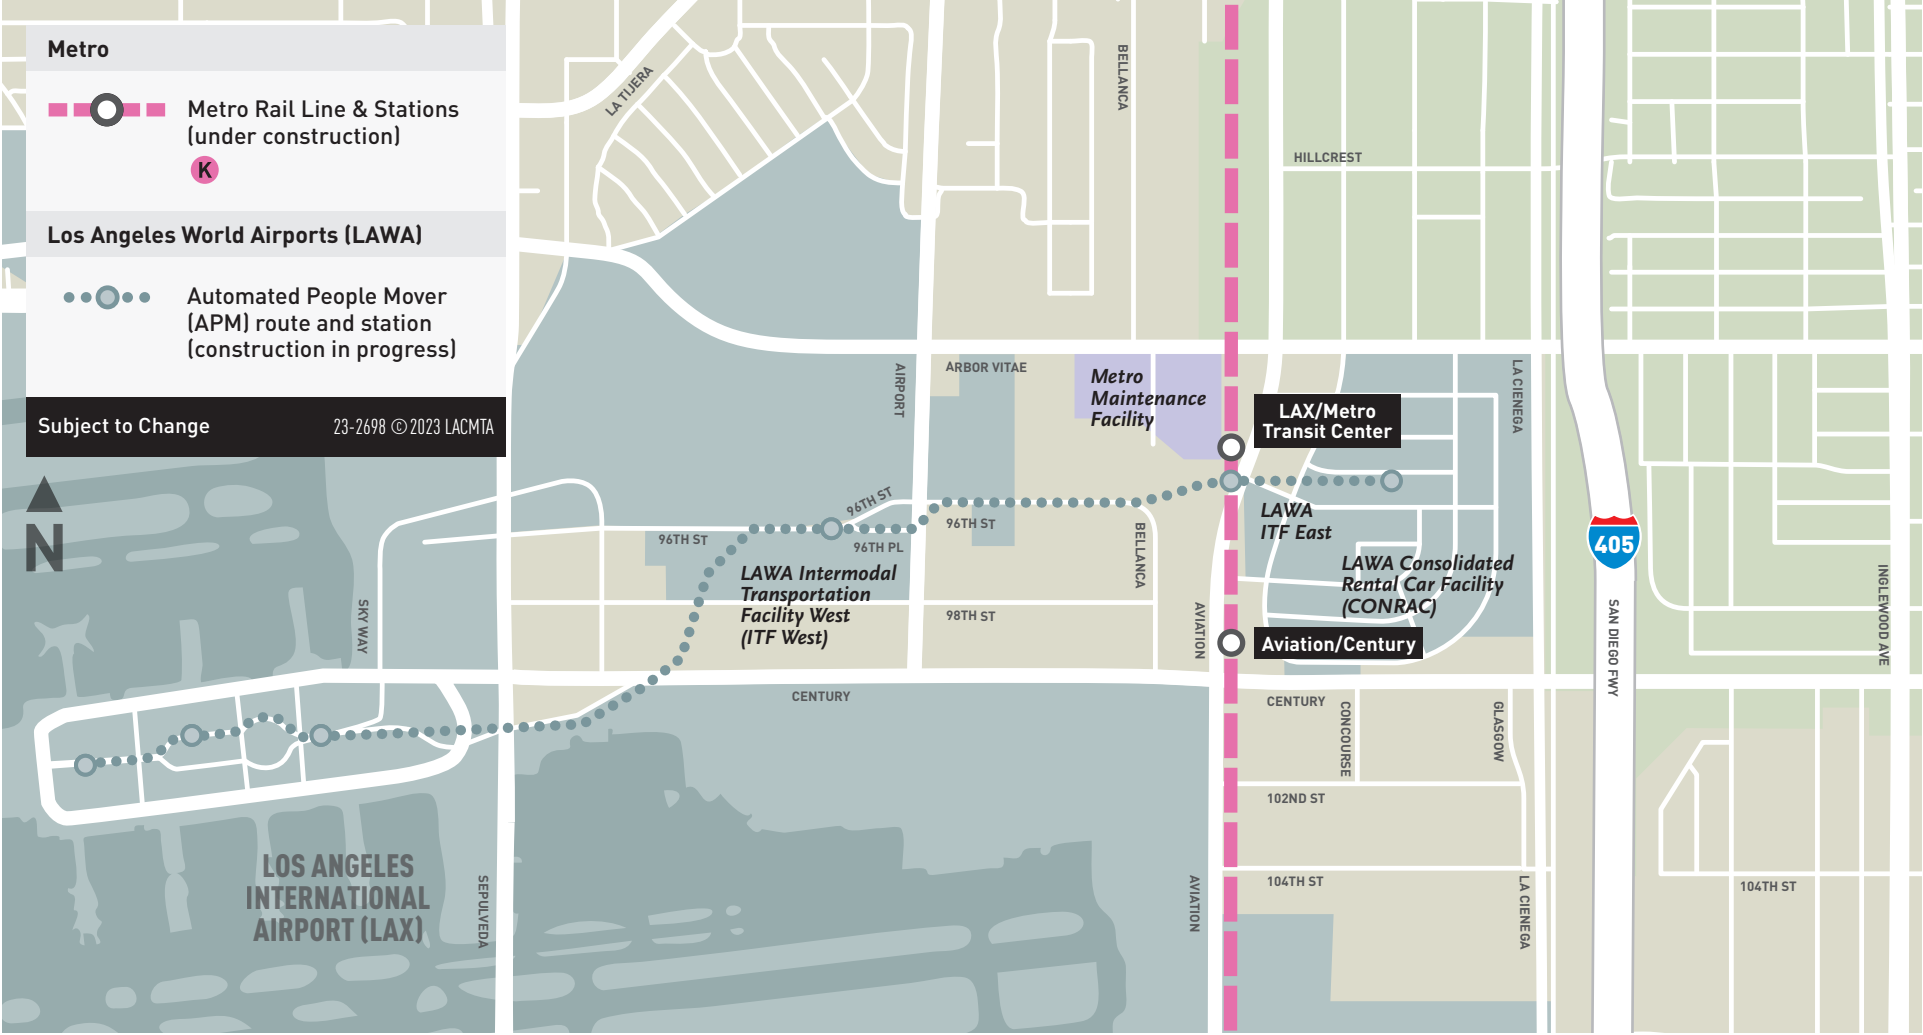 Metro
Metro Rail Line & Stations
(under construction)
K
Los Angeles World Airports (LAWA)
Automated People Mover
(APM) route and station
(construction in progress)
Subject to Change
23-2698 ©2023 LACMTA
N
LA TIJERA
BELLANCA
HILLCREST
ARBOR VITAE
AIRPORT
Metro
Maintenance
Facility
LAX/Metro
Transit Center
LA CIENEGA
96TH ST
96TH ST
96TH ST
96TH PL
LAWA
ITF East
405
BELLANCA
LAWA Intermodal
Transportation
Facility West
(ITF West)
LAWA Consolidated
Rental Car Facility
(CONRAC)
SKY WAY
98TH ST
AVIATION
Aviation/Century
SAN DIEGO FWY
INGLEWOOD AVE
CENTURY
CENTURY
CONCOURSE
GLASGOW
102ND ST
LOS ANGELES
INTERNATIONAL
AIRPORT (LAX)
SEPULVEDA
AVIATION
104TH ST
LA CIENEGA
104TH ST